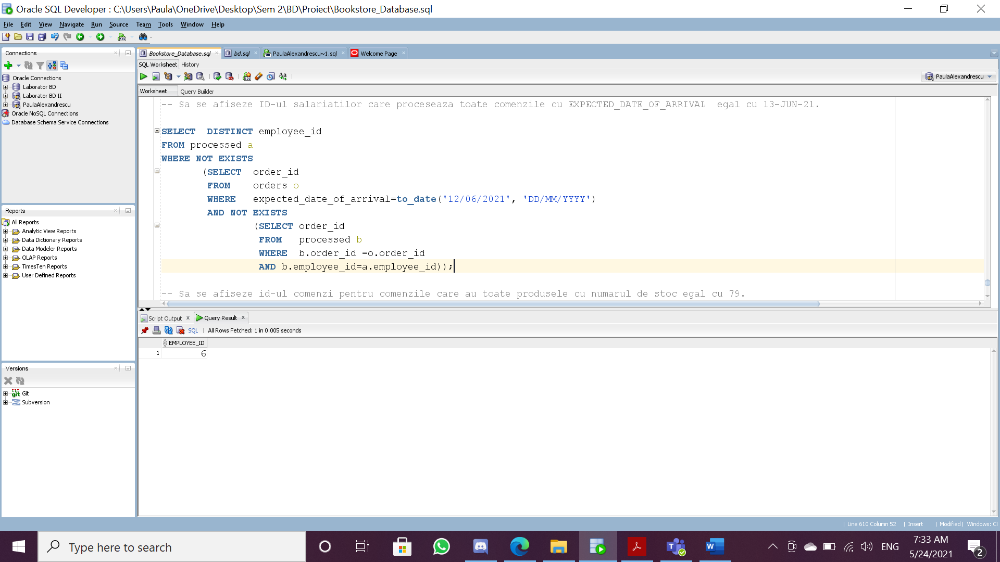 Oracle SQL Developer : C:\Users\Paula\OneDrive\Desktop\Sem 2\BD\Proiect\Bookstore_Database.sql
File Edit View Navigate Run Source Team Tools Window Help
Connections
Oracle Connections
Laborator BD
Laborator BD II
PaulaAlexandrescu
Oracle NoSQL Connections
Database Schema Service Connections
Reports
All Reports
Analytic View Reports
Data Dictionary Reports
Data Modeler Reports
OLAP Reports
TimesTen Reports
User Defined Reports
Versions
Git
Subversion
Bookstore_Database.sql bd.sql PaulaAlexandrescu~1.sql Welcome Page
SQL Worksheet History
PaulaAlexandrescu
Worksheet Query Builder
-- Sa se afiseze ID-ul salariatilor care proceseaza toate comenzile cu EXPECTED_DATE_OF_ARRIVAL  egal cu 13-JUN-21.
SELECT  DISTINCT employee_id
FROM processed a
WHERE NOT EXISTS
(SELECT  order_id
FROM    orders o
WHERE   expected_date_of_arrival=to_date('12/06/2021', 'DD/MM/YYYY')
AND NOT EXISTS
(SELECT order_id
FROM   processed b
WHERE  b.order_id =o.order_id
AND b.employee_id=a.employee_id));
-- Sa se afiseze id-ul comenzi pentru comenzile care au toate produsele cu numarul de stoc egal cu 79.
Script Output Query Result
SQL All Rows Fetched: 1 in 0.005 seconds
EMPLOYEE_ID
1 6
Line 610 Column 52 Insert Modified Windows: Cl
Type here to search
ENG
7:33 AM
5/24/2021
2